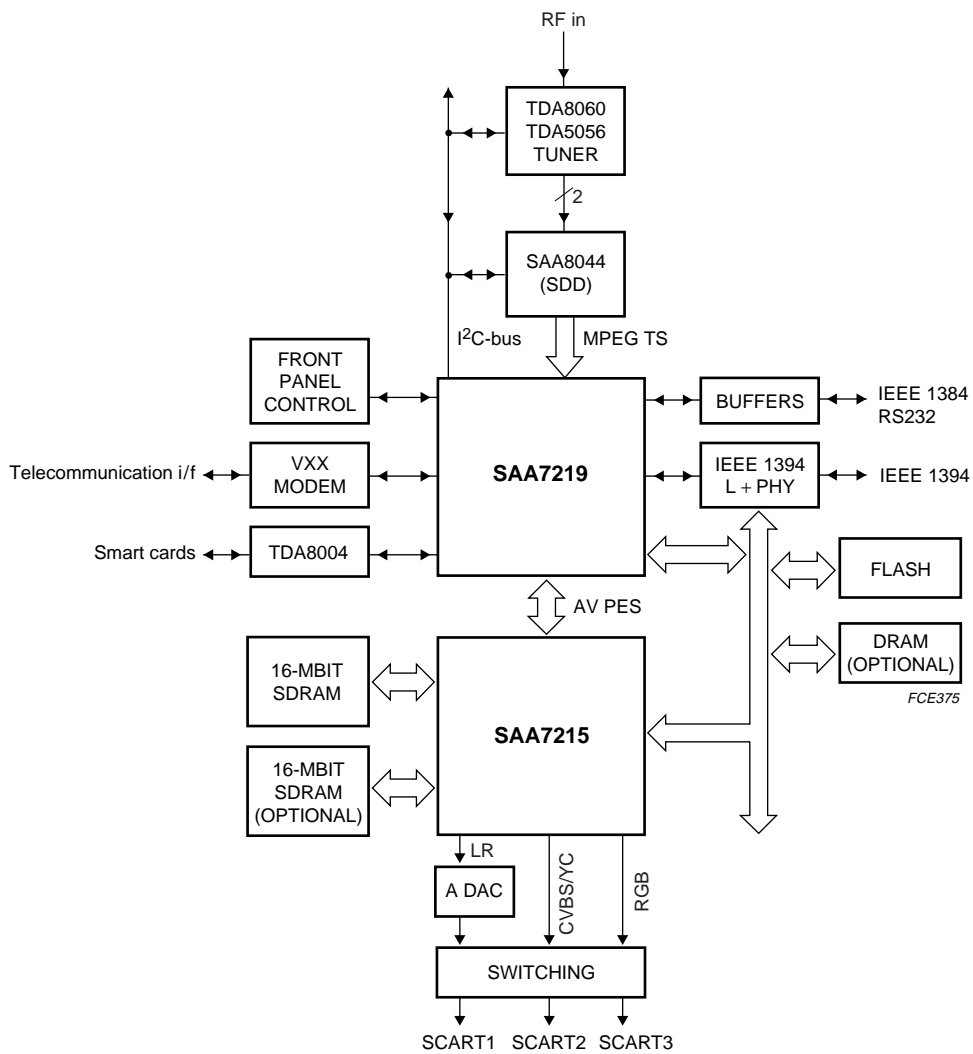 RF in
TDA8060
TDA5056
TUNER
2
SAA8044
(SDD)
I2C-bus
MPEG TS
FRONT
PANEL
CONTROL
BUFFERS
IEEE 1384
RS232
Telecommunication i/f
VXX
MODEM
SAA7219
IEEE 1394
L + PHY
IEEE 1394
Smart cards
TDA8004
FLASH
AV PES
16-MBIT
SDRAM
DRAM
(OPTIONAL)
FCE375
SAA7215
16-MBIT
SDRAM
(OPTIONAL)
LR
CVBS/YC
RGB
A DAC
SWITCHING
SCART1 SCART2 SCART3